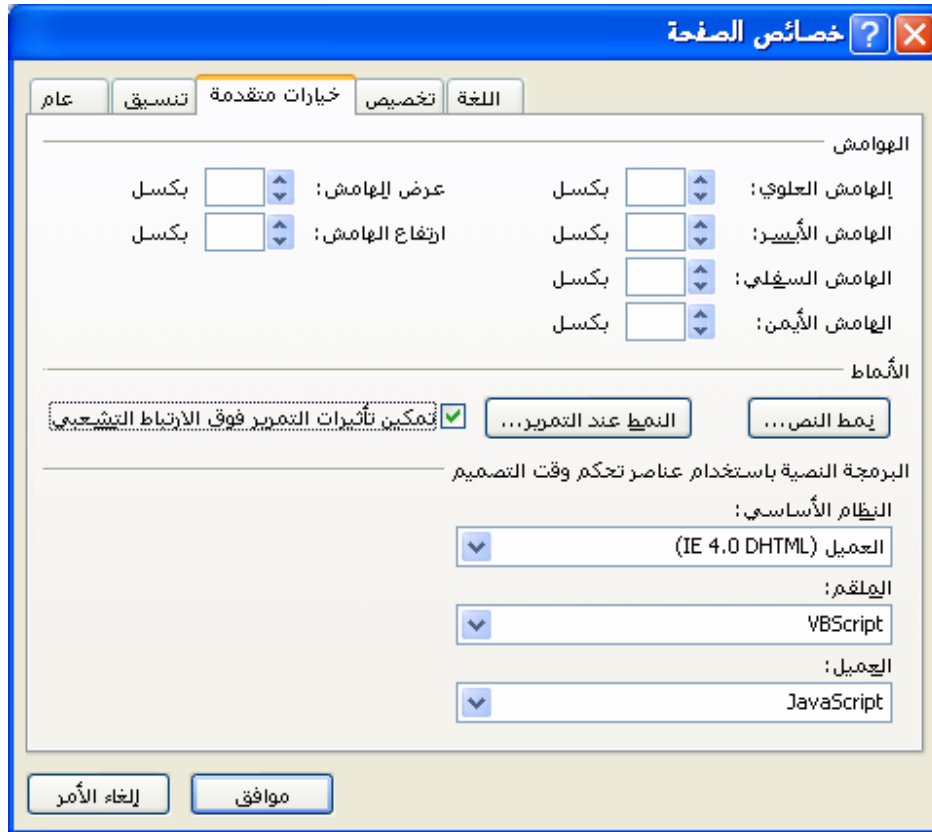 خصائص الصفحة
عام تنسيق خيارات متقدمة تخصيص اللغة
الهوامش
الهامش العلوي: بكسل عرض الهامش: بكسل
الهامش الأيسر: بكسل ارتفاع الهامش: بكسل
الهامش السفلي: بكسل
الهامش الأيمن: بكسل
الأنماط
نمط النص... النمط عند التمرير... تمكين تأثيرات التمرير فوق الارتباط التشعبي
البرمجة النصية باستخدام عناصر تحكم وقت التصميم
النظام الأساسي:
العميل (IE 4.0 DHTML)
الملقم:
VBScript
العميل:
JavaScript
موافق إلغاء الأمر